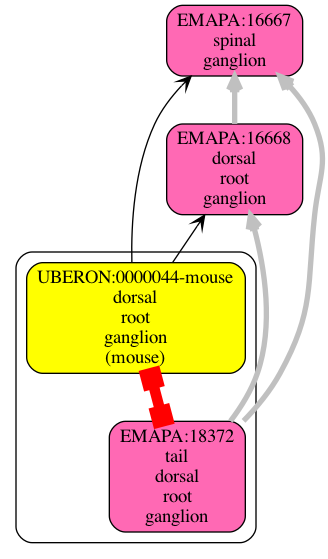 EMAPA:16667
spinal
ganglion
EMAPA:16668
dorsal
root
ganglion
UBERON:0000044-mouse
dorsal
root
ganglion
(mouse)
EMAPA:18372
tail
dorsal
root
ganglion